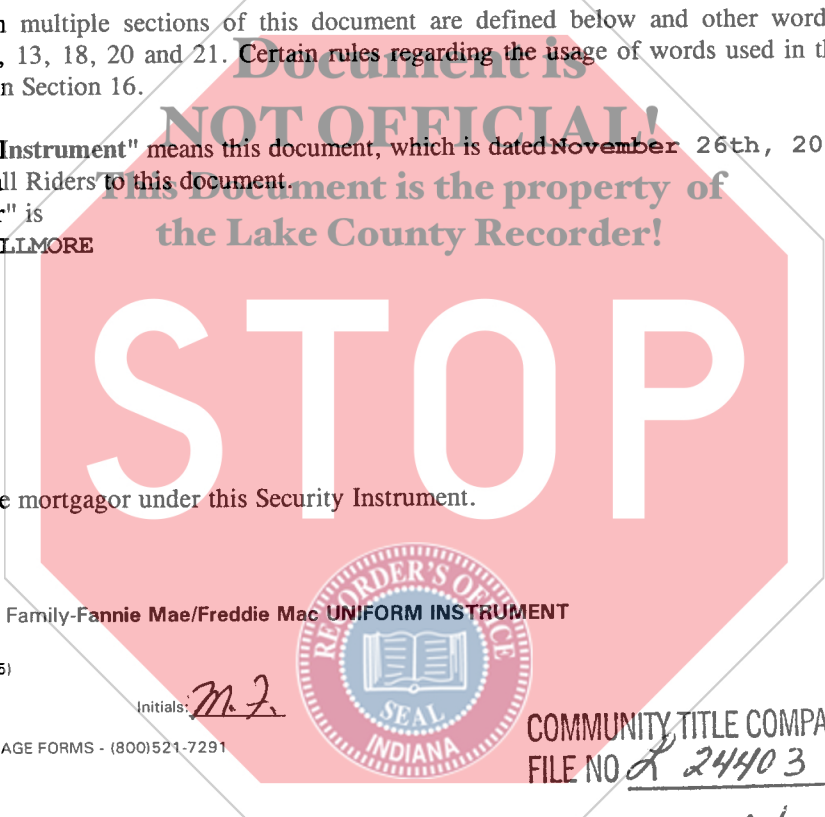 multiple sections of this document are defined below and other word
, 13, 18, 20 and 21. Certain rules regarding the usage of words used in th
n Section 16.
Document is
NOT OFFICIAL!
Instrument" means this document, which is dated November 26th, 20
ll Riders to this document.
This Document is the property of
r" is
the Lake County Recorder!
LLMORE
STOP
e mortgagor under this Security Instrument.
RECORDER'S OFFICE
Family-Fannie Mae/Freddie Mac UNIFORM INSTRUMENT
5)
Initials: M. F.
SEAL
INDIANA
AGE FORMS - (800)521-7291
COMMUNITY TITLE COMPA
FILE NO L 24403